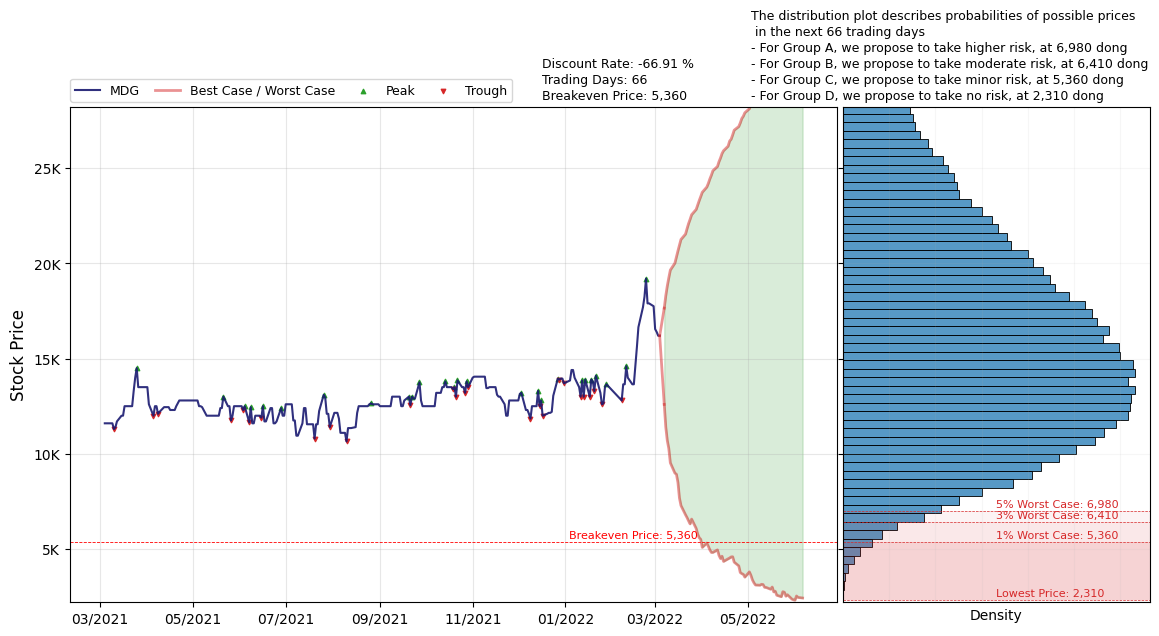 The distribution plot describes probabilities of possible prices
in the next 66 trading days
- For Group A, we propose to take higher risk, at 6,980 dong
- For Group B, we propose to take moderate risk, at 6,410 dong
- For Group C, we propose to take minor risk, at 5,360 dong
- For Group D, we propose to take no risk, at 2,310 dong
Discount Rate: -66.91 %
Trading Days: 66
Breakeven Price: 5,360
MDG
Best Case / Worst Case
Peak
Trough
Stock Price
25K
20K
15K
10K
5K
Breakeven Price: 5,360
5% Worst Case: 6,980
3% Worst Case: 6,410
1% Worst Case: 5,360
Lowest Price: 2,310
03/2021
05/2021
07/2021
09/2021
11/2021
01/2022
03/2022
05/2022
Density